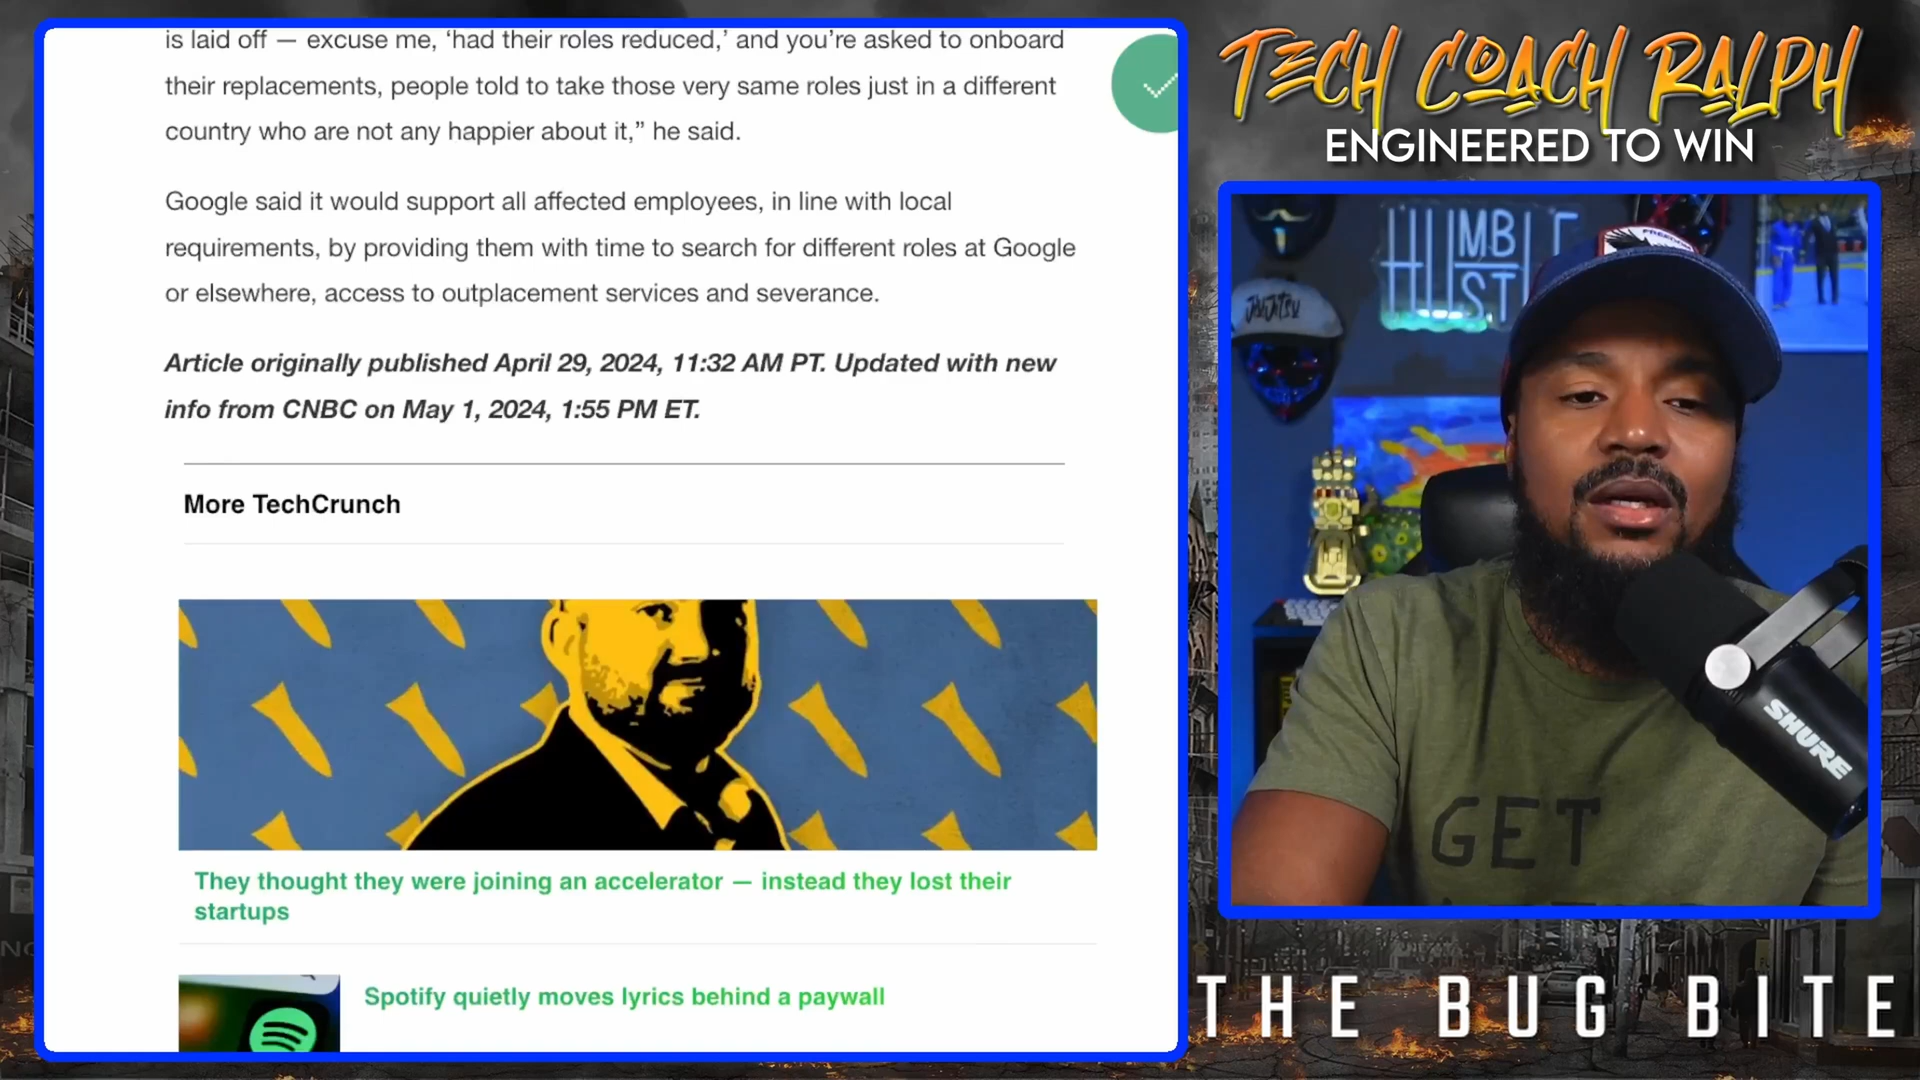 is laid off — excuse me, ‘had their roles reduced,’ and you’re asked to onboard
their replacements, people told to take those very same roles just in a different
country who are not any happier about it,” he said.
Google said it would support all affected employees, in line with local
requirements, by providing them with time to search for different roles at Google
or elsewhere, access to outplacement services and severance.
Article originally published April 29, 2024, 11:32 AM PT. Updated with new
info from CNBC on May 1, 2024, 1:55 PM ET.
More TechCrunch
They thought they were joining an accelerator — instead they lost their
startups
Spotify quietly moves lyrics behind a paywall
TECH COACH RALPH
ENGINEERED TO WIN
JiuJitsu
SHURE
GET
THE BUG BITE